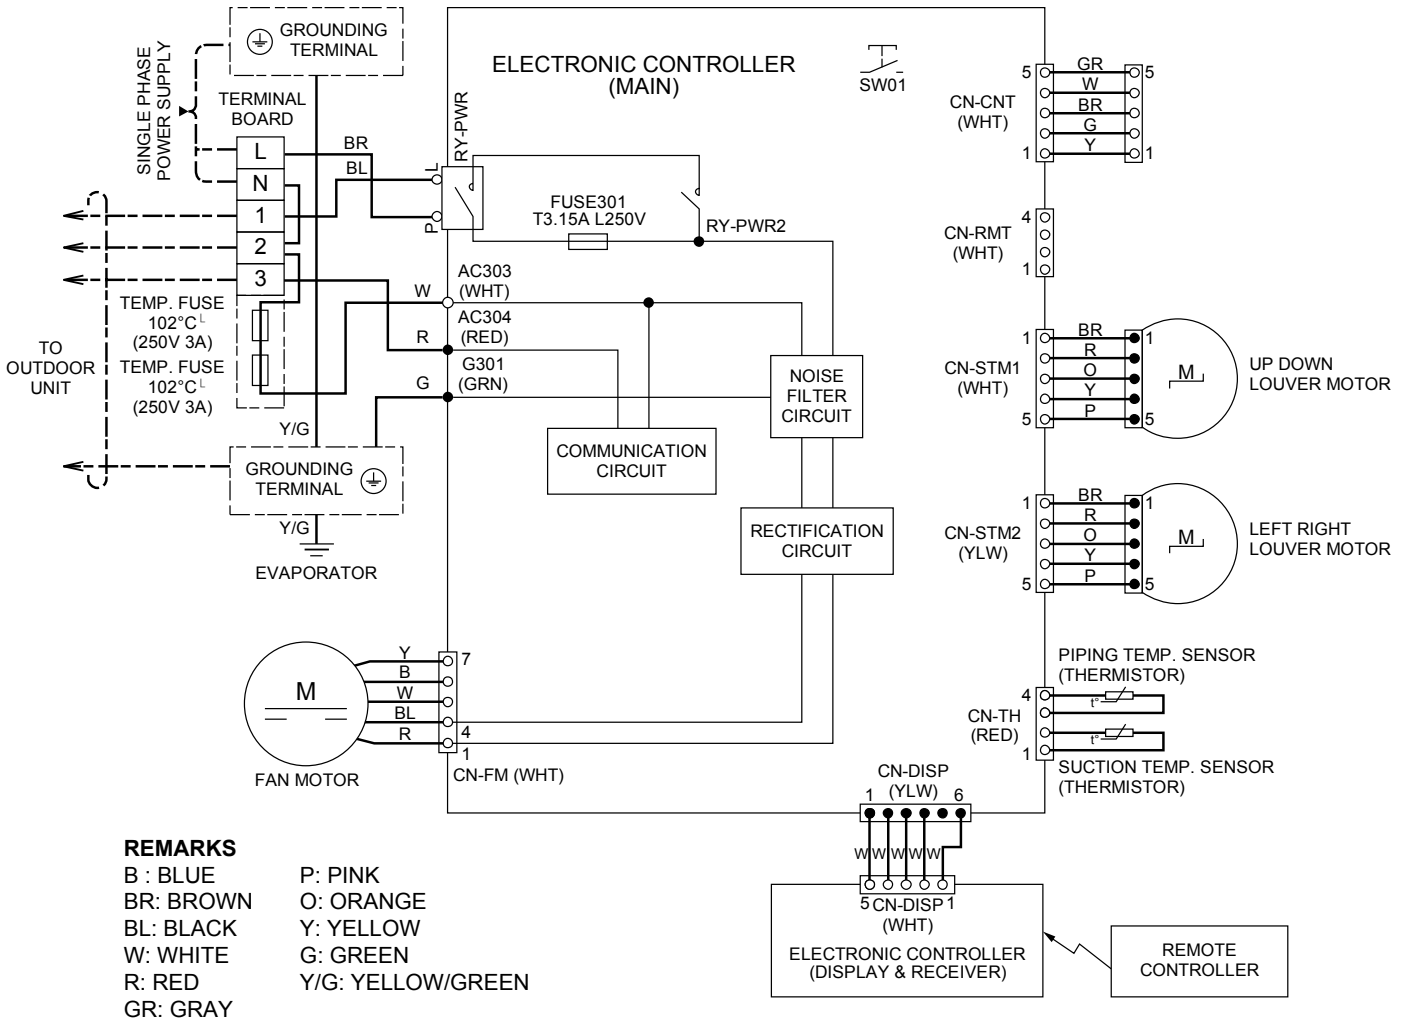 GROUNDING
TERMINAL
SINGLE PHASE
POWER SUPPLY
TERMINAL
BOARD
L
N
1
2
3
BR
BL
L
P
RY-PWR
ELECTRONIC CONTROLLER
(MAIN)
SW01
FUSE301
T3.15A L250V
RY-PWR2
TEMP. FUSE
102°C
(250V 3A)
TEMP. FUSE
102°C
(250V 3A)
TO
OUTDOOR
UNIT
W
AC303
(WHT)
R
AC304
(RED)
G
G301
(GRN)
Y/G
GROUNDING
TERMINAL
Y/G
EVAPORATOR
COMMUNICATION
CIRCUIT
NOISE
FILTER
CIRCUIT
RECTIFICATION
CIRCUIT
CN-CNT
(WHT)
5
1
GR
W
BR
G
Y
5
1
CN-RMT
(WHT)
4
1
CN-STM1
(WHT)
1
5
BR
R
O
Y
P
1
5
M
UP DOWN
LOUVER MOTOR
CN-STM2
(YLW)
1
5
BR
R
O
Y
P
1
5
M
LEFT RIGHT
LOUVER MOTOR
PIPING TEMP. SENSOR
(THERMISTOR)
CN-TH
(RED)
4
1
t°
t°
SUCTION TEMP. SENSOR
(THERMISTOR)
M
FAN MOTOR
Y
B
W
BL
R
7
4
1
CN-FM (WHT)
CN-DISP
(YLW)
1 6
W W W W W
5 CN-DISP 1
(WHT)
ELECTRONIC CONTROLLER
(DISPLAY & RECEIVER)
REMOTE
CONTROLLER
REMARKS
B : BLUE
BR: BROWN
BL: BLACK
W: WHITE
R: RED
GR: GRAY
P: PINK
O: ORANGE
Y: YELLOW
G: GREEN
Y/G: YELLOW/GREEN